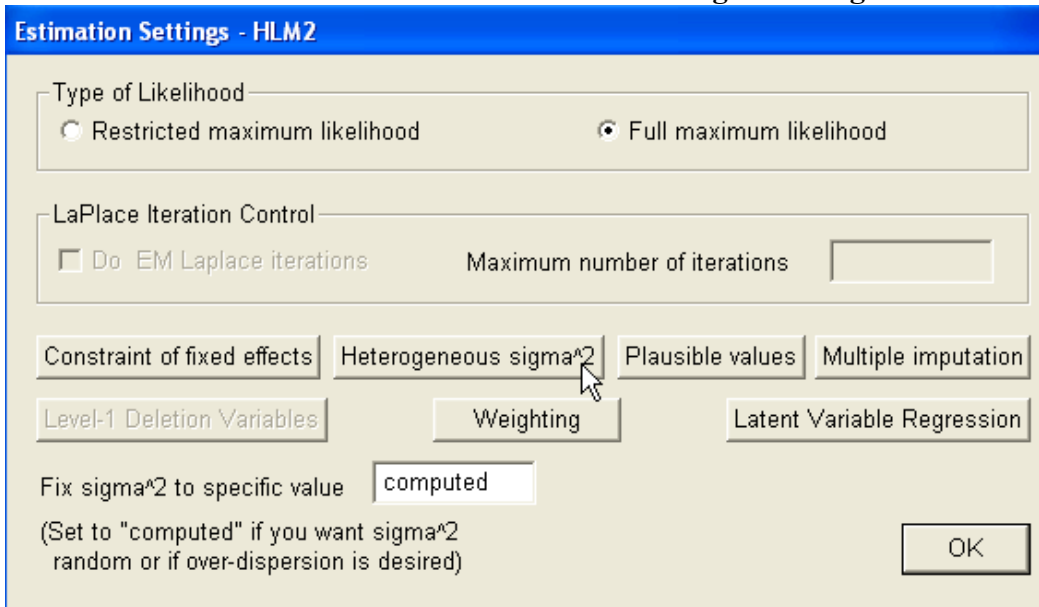 Estimation Settings - HLM2
Type of Likelihood
Restricted maximum likelihood Full maximum likelihood
LaPlace Iteration Control
Do EM Laplace iterations Maximum number of iterations
Constraint of fixed effects Heterogeneous sigma^2 Plausible values Multiple imputation
Level-1 Deletion Variables Weighting Latent Variable Regression
Fix sigma^2 to specific value computed
(Set to "computed" if you want sigma^2
random or if over-dispersion is desired) OK